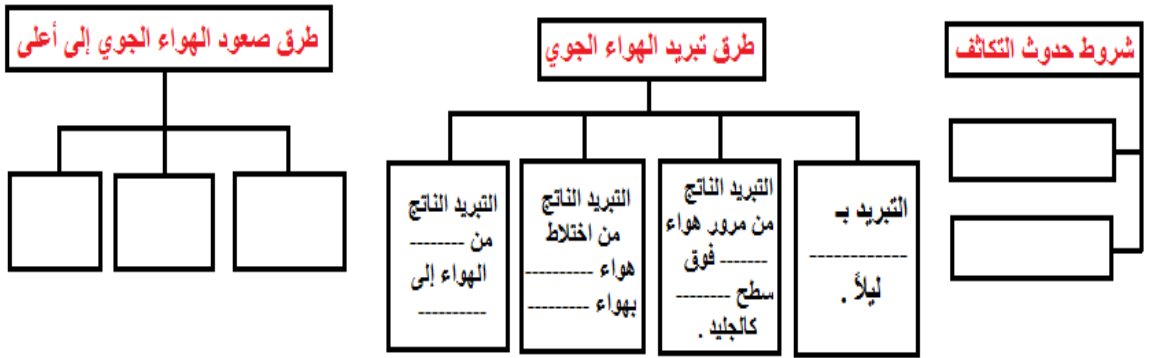 شروط حدوث التكاثف
طرق تبريد الهواء الجوي
التبريد بـ
------------
ليلاً .
التبريد الناتج
من مرور هواء
------- فوق
سطح --------
كالجليد .
التبريد الناتج
من اختلاط
هواء ----------
بهواء ---------
التبريد الناتج
من --------
الهواء إلى
----------
طرق صعود الهواء الجوي إلى أعلى